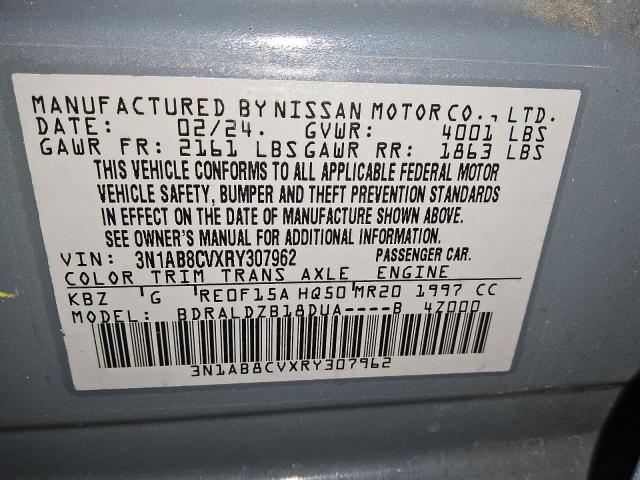 MANUFACTURED BY NISSAN MOTOR CO., LTD.
DATE: 02/24. GVWR: 4001 LBS
GAWR FR: 2161 LBS GAWR RR: 1863 LBS
THIS VEHICLE CONFORMS TO ALL APPLICABLE FEDERAL MOTOR
VEHICLE SAFETY, BUMPER AND THEFT PREVENTION STANDARDS
IN EFFECT ON THE DATE OF MANUFACTURE SHOWN ABOVE.
SEE OWNER'S MANUAL FOR ADDITIONAL INFORMATION.
VIN: 3N1AB8CVXRY307962 PASSENGER CAR.
COLOR TRIM TRANS AXLE ENGINE
KBZ G RE0F15A HQ50 MR20 1997 CC
MODEL: BDRALDZB18DUA----B 4Z000
3N1AB8CVXRY307962